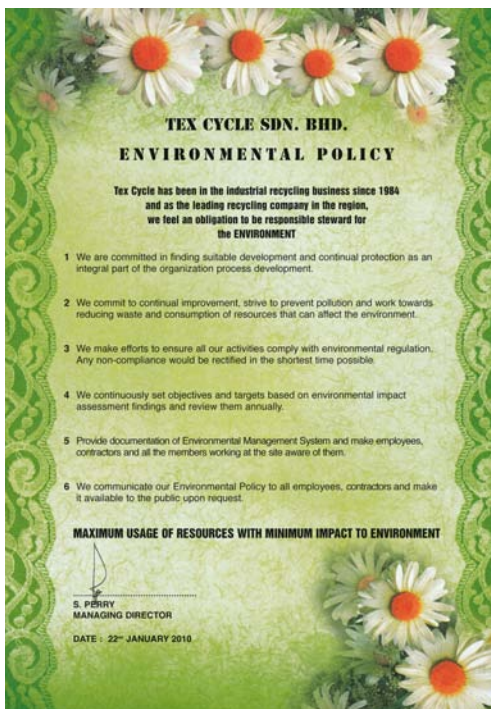 TEX CYCLE SDN. BHD.
ENVIRONMENTAL POLICY
Tex Cycle has been in the industrial recycling business since 1984
and as the leading recycling company in the region,
we feel an obligation to be responsible steward for
the ENVIRONMENT
1 We are committed in finding suitable development and continual protection as an
integral part of the organization process development.
2 We commit to continual improvement, strive to prevent pollution and work towards
reducing waste and consumption of resources that can affect the environment.
3 We make efforts to ensure all our activities comply with environmental regulation.
Any non-compliance would be rectified in the shortest time possible.
4 We continuously set objectives and targets based on environmental impact
assessment findings and review them annually.
5 Provide documentation of Environmental Management System and make employees,
contractors and all the members working at the site aware of them.
6 We communicate our Environmental Policy to all employees, contractors and make
it available to the public upon request.
MAXIMUM USAGE OF RESOURCES WITH MINIMUM IMPACT TO ENVIRONMENT
S. PERRY
MANAGING DIRECTOR
DATE : 22ND JANUARY 2010